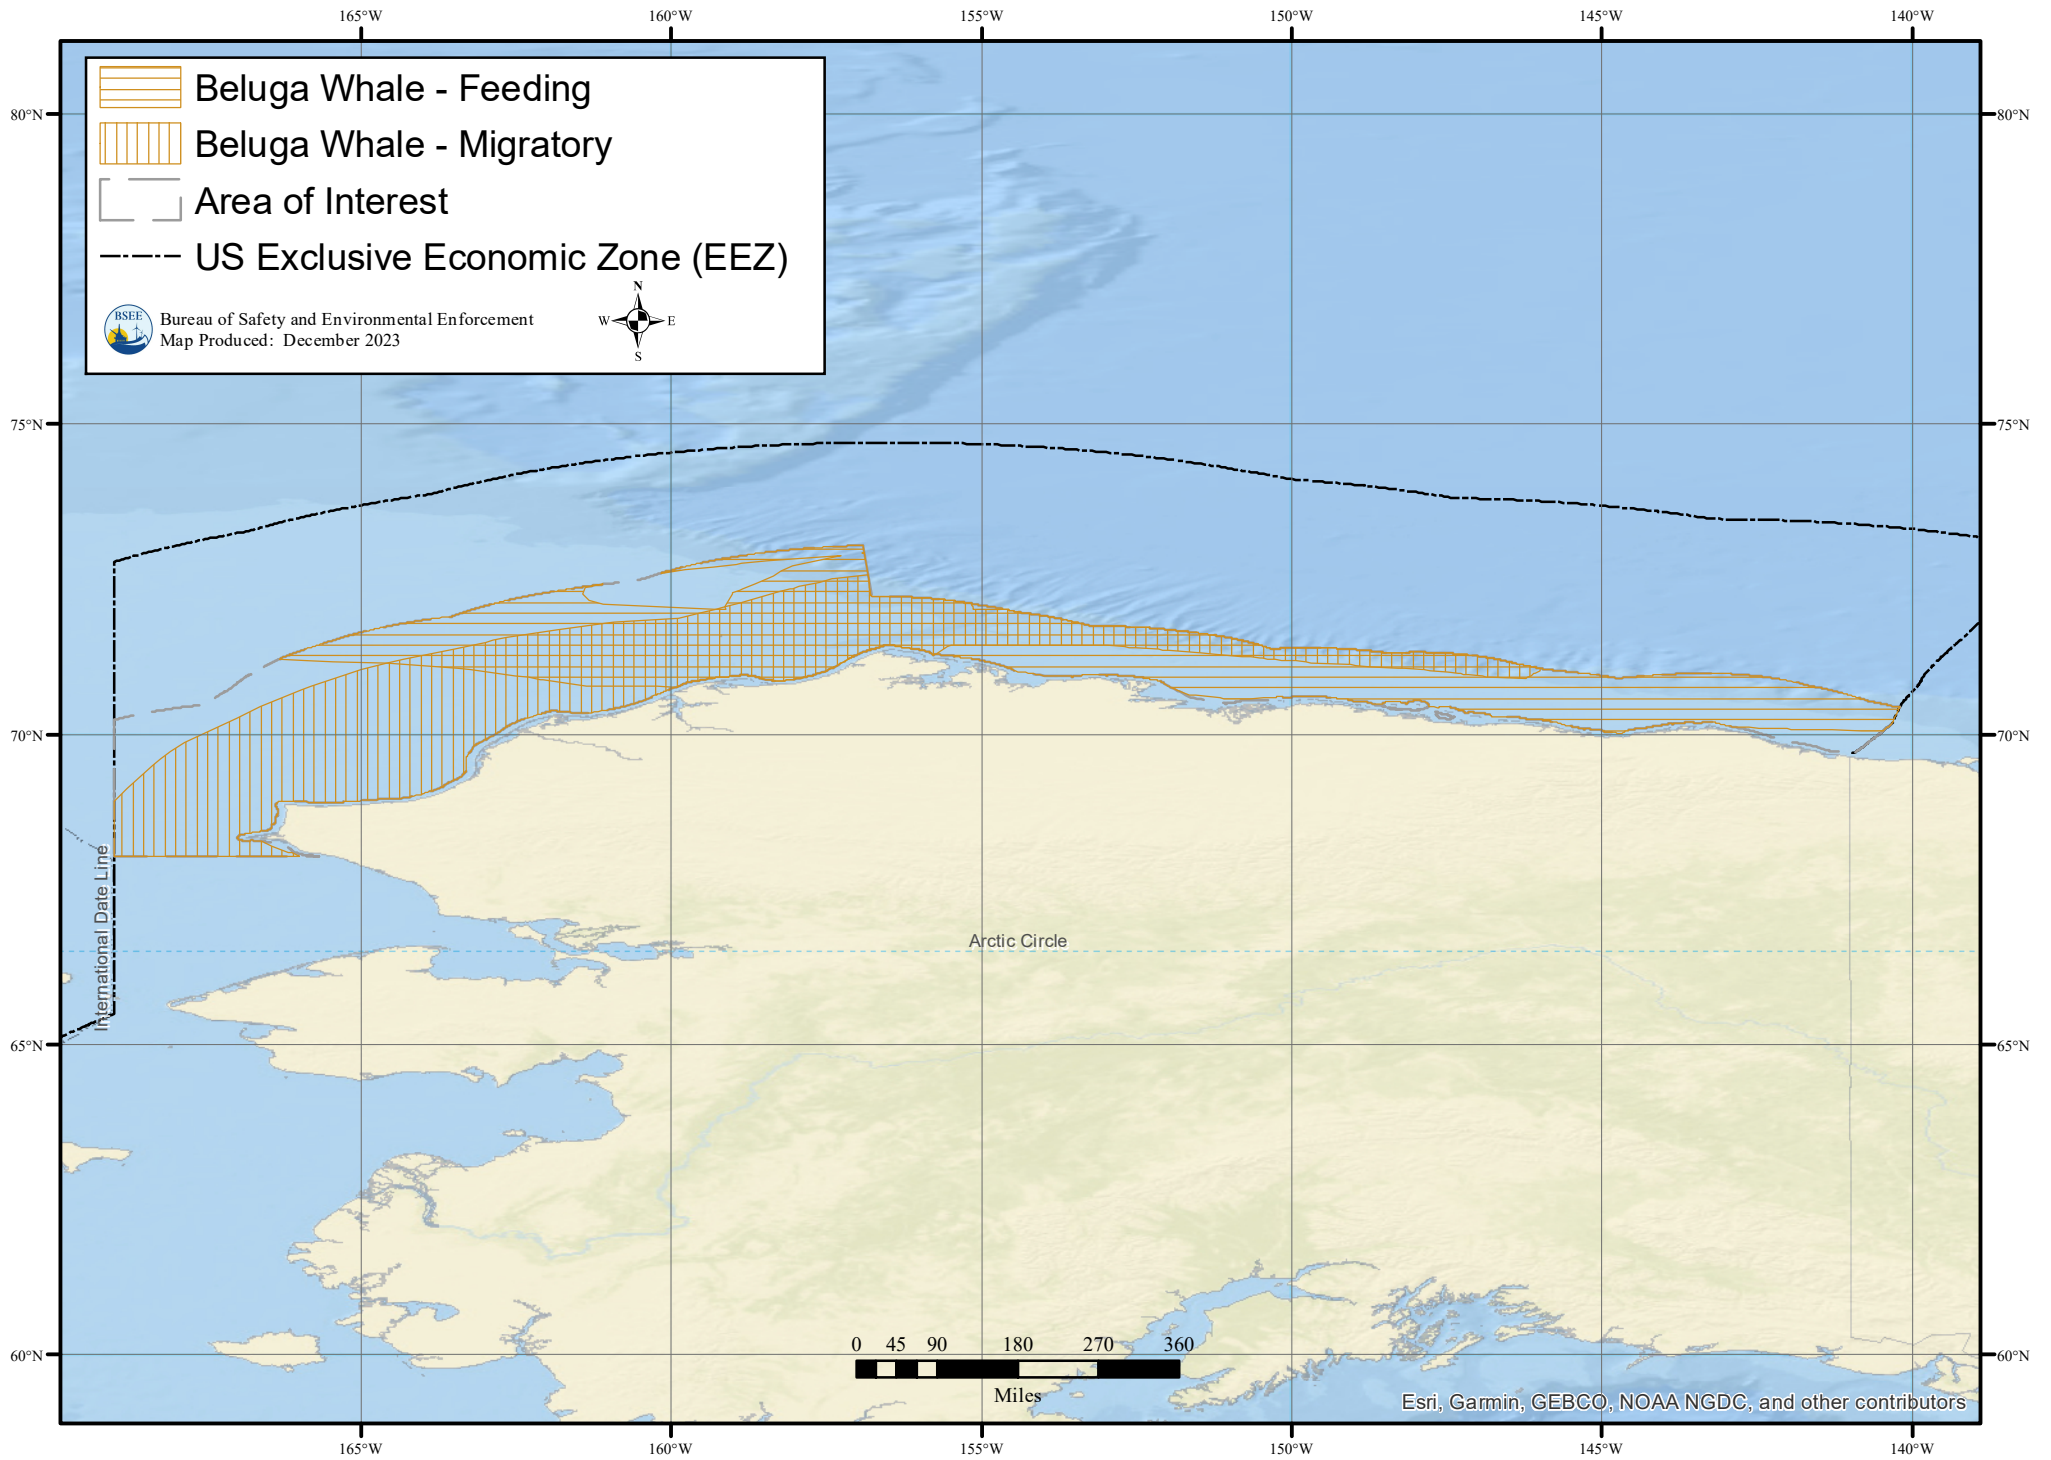 165°W 160°W 155°W 150°W 145°W 140°W
Beluga Whale - Feeding
80°N 80°N
Beluga Whale - Migratory
Area of Interest
US Exclusive Economic Zone (EEZ)
N
BSEE
Bureau of Safety and Environmental Enforcement
W E
Map Produced: December 2023
S
75°N 75°N
70°N 70°N
International Date Line
Arctic Circle
65°N 65°N
0 45 90 180 270 360
60°N 60°N
Miles
Esri, Garmin, GEBCO, NOAA NGDC, and other contributors
165°W 160°W 155°W 150°W 145°W 140°W